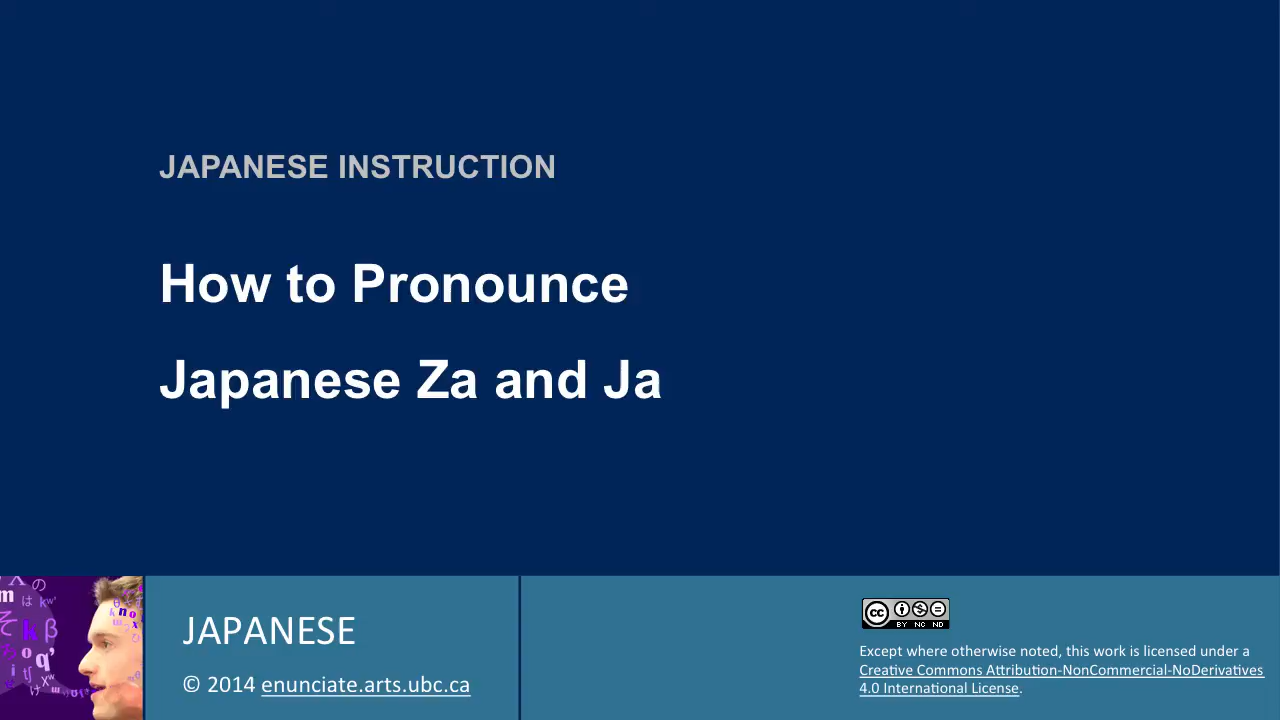 JAPANESE INSTRUCTION
How to Pronounce
Japanese Za and Ja
JAPANESE
© 2014 enunciate.arts.ubc.ca
cc
BY NC ND
Except where otherwise noted, this work is licensed under a
Creative Commons Attribution-NonCommercial-NoDerivatives
4.0 International License.